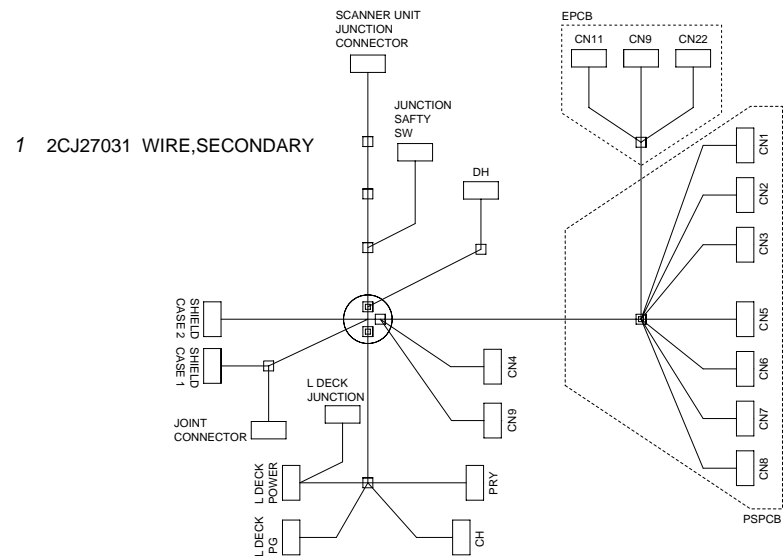 SCANNER UNIT
JUNCTION
CONNECTOR
EPCB
CN11
CN9
CN22
JUNCTION
SAFTY
SW
1 2CJ27031 WIRE,SECONDARY
DH
CN1
CN2
CN3
SHIELD
CASE 2
SHIELD
CASE 1
CN5
CN4
CN6
L DECK
JUNCTION
JOINT
CONNECTOR
CN9
CN7
CN8
L DECK
POWER
PRY
L DECK
PG
CH
PSPCB